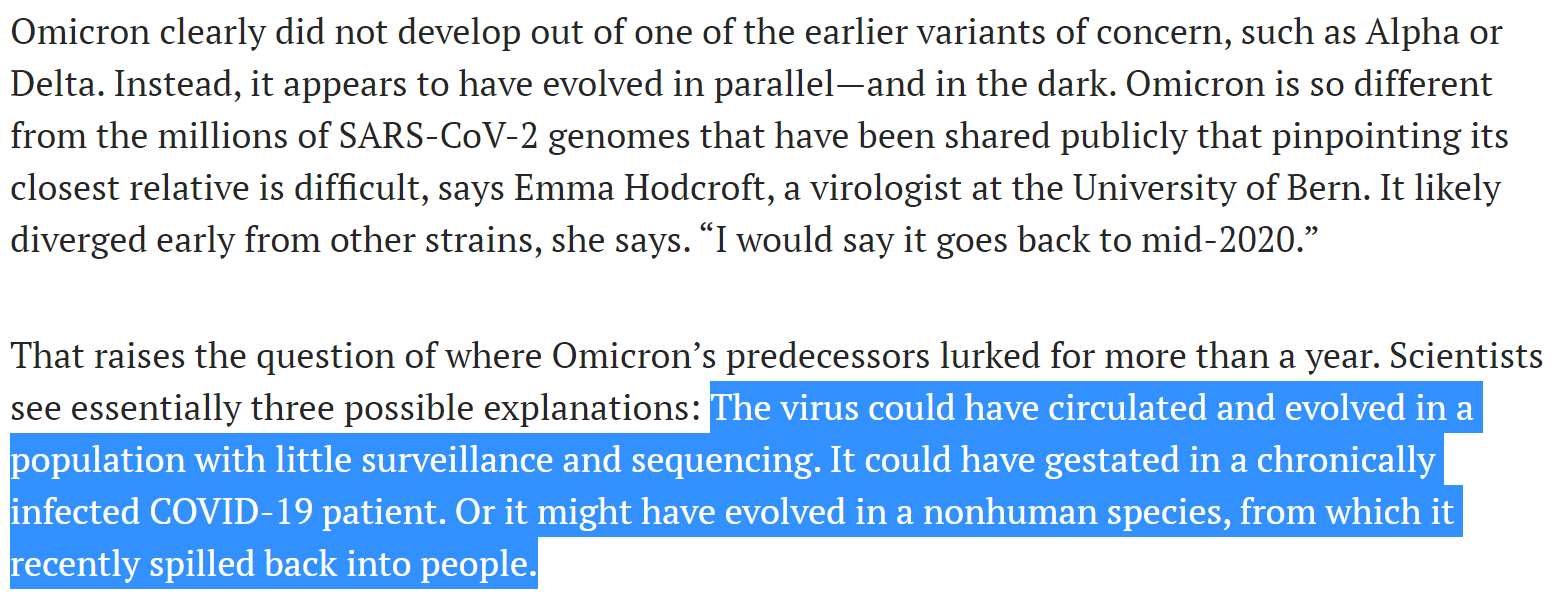 Omicron clearly did not develop out of one of the earlier variants of concern, such as Alpha or
Delta. Instead, it appears to have evolved in parallel—and in the dark. Omicron is so different
from the millions of SARS-CoV-2 genomes that have been shared publicly that pinpointing its
closest relative is difficult, says Emma Hodcroft, a virologist at the University of Bern. It likely
diverged early from other strains, she says. “I would say it goes back to mid-2020.”
That raises the question of where Omicron’s predecessors lurked for more than a year. Scientists
see essentially three possible explanations: The virus could have circulated and evolved in a
population with little surveillance and sequencing. It could have gestated in a chronically
infected COVID-19 patient. Or it might have evolved in a nonhuman species, from which it
recently spilled back into people.